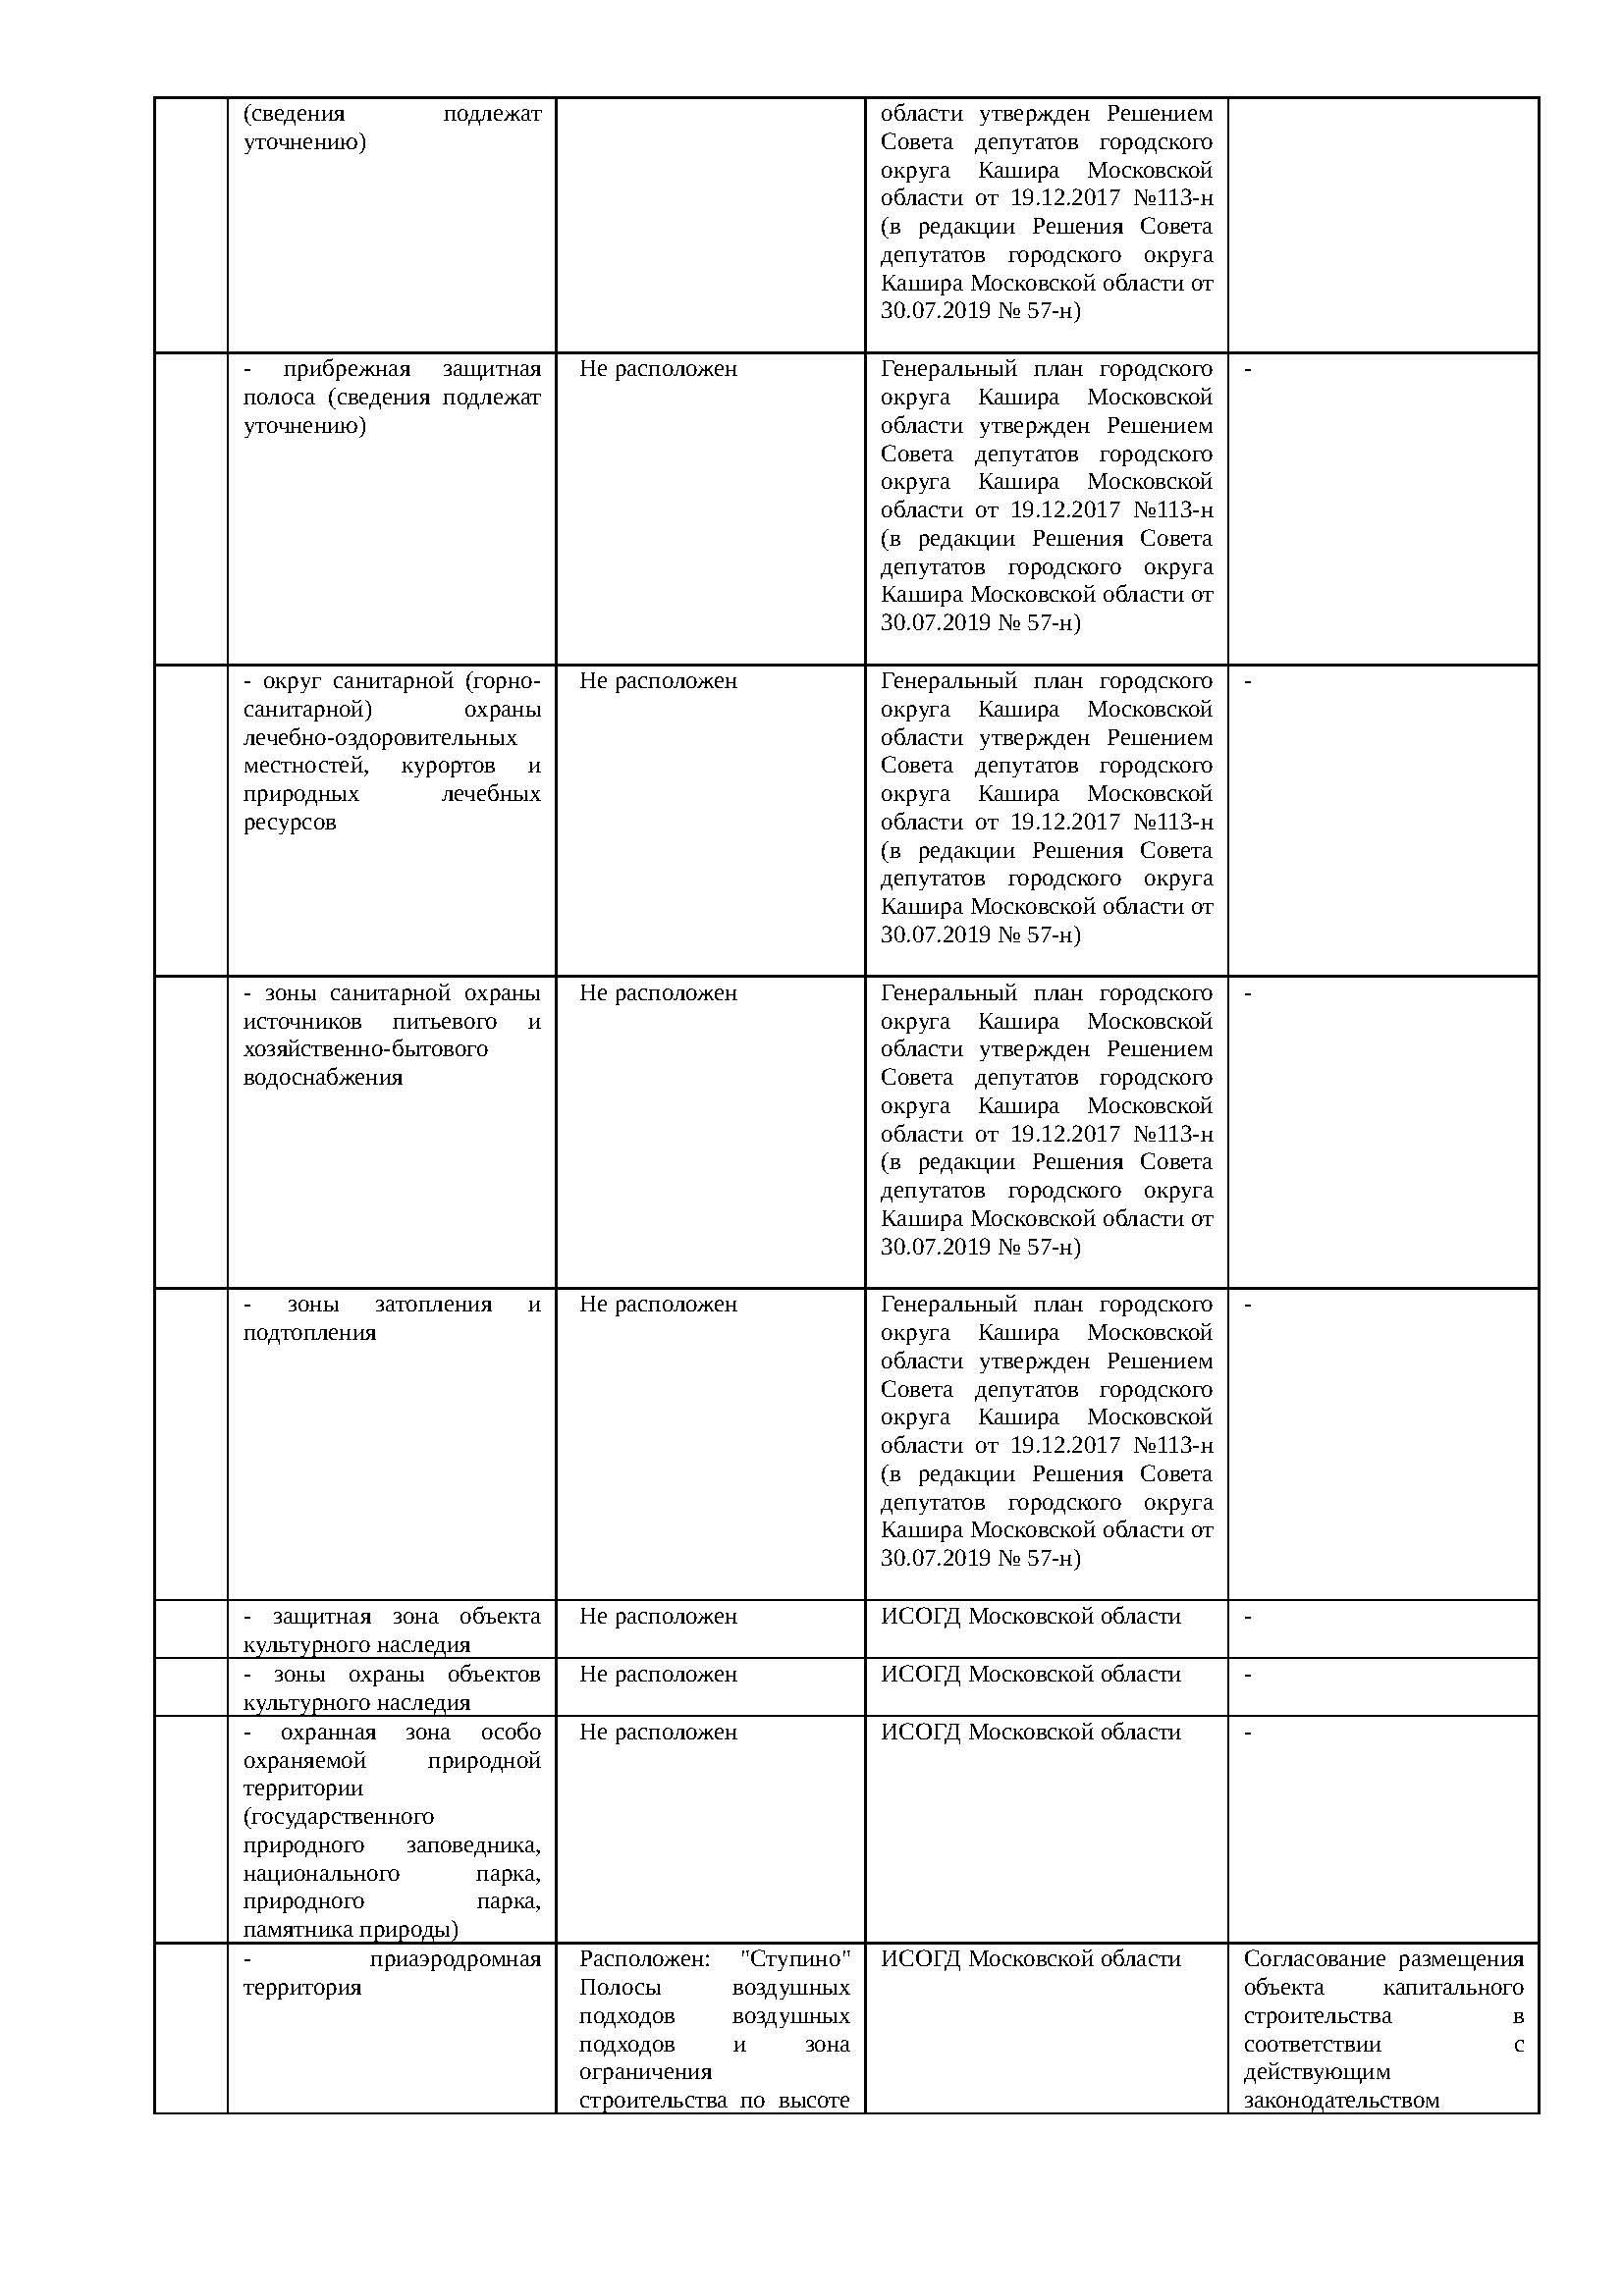 (сведения подлежат
уточнению)
области утвержден Решением
Совета депутатов городского
округа Кашира Московской
области от 19.12.2017 №113-н
(в редакции Решения Совета
депутатов городского округа
Кашира Московской области от
30.07.2019 № 57-н)
- прибрежная защитная
полоса (сведения подлежат
уточнению)
Не расположен
Генеральный план городского
округа Кашира Московской
области утвержден Решением
Совета депутатов городского
округа Кашира Московской
области от 19.12.2017 №113-н
(в редакции Решения Совета
депутатов городского округа
Кашира Московской области от
30.07.2019 № 57-н)
-
- округ санитарной (горно-
санитарной) охраны
лечебно-оздоровительных
местностей, курортов и
природных лечебных
ресурсов
Не расположен
Генеральный план городского
округа Кашира Московской
области утвержден Решением
Совета депутатов городского
округа Кашира Московской
области от 19.12.2017 №113-н
(в редакции Решения Совета
депутатов городского округа
Кашира Московской области от
30.07.2019 № 57-н)
-
- зоны санитарной охраны
источников питьевого и
хозяйственно-бытового
водоснабжения
Не расположен
Генеральный план городского
округа Кашира Московской
области утвержден Решением
Совета депутатов городского
округа Кашира Московской
области от 19.12.2017 №113-н
(в редакции Решения Совета
депутатов городского округа
Кашира Московской области от
30.07.2019 № 57-н)
-
- зоны затопления и
подтопления
Не расположен
Генеральный план городского
округа Кашира Московской
области утвержден Решением
Совета депутатов городского
округа Кашира Московской
области от 19.12.2017 №113-н
(в редакции Решения Совета
депутатов городского округа
Кашира Московской области от
30.07.2019 № 57-н)
-
- защитная зона объекта
культурного наследия
Не расположен
ИСОГД Московской области
-
- зоны охраны объектов
культурного наследия
Не расположен
ИСОГД Московской области
-
- охранная зона особо
охраняемой природной
территории
(государственного
природного заповедника,
национального парка,
природного парка,
памятника природы)
Не расположен
ИСОГД Московской области
-
- приаэродромная
территория
Расположен: "Ступино"
Полосы воздушных
подходов воздушных
подходов и зона
ограничения
строительства по высоте
ИСОГД Московской области
Согласование размещения
объекта капитального
строительства в
соответствии с
действующим
законодательством